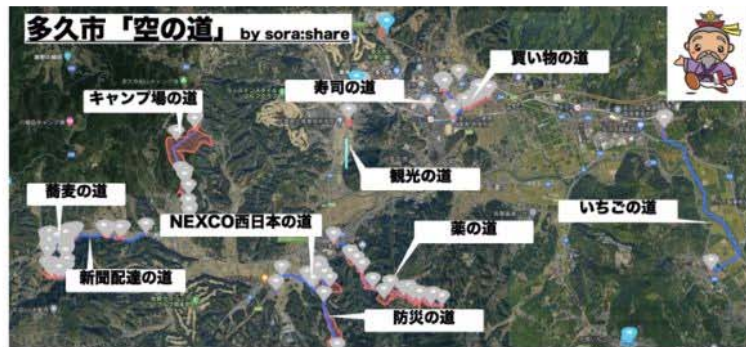 多久市「空の道」by sora:share
買い物の道
寿司の道
キャンプ場の道
観光の道
蕎麦の道
いちごの道
NEXCO西日本の道
薬の道
新聞配達の道
防災の道